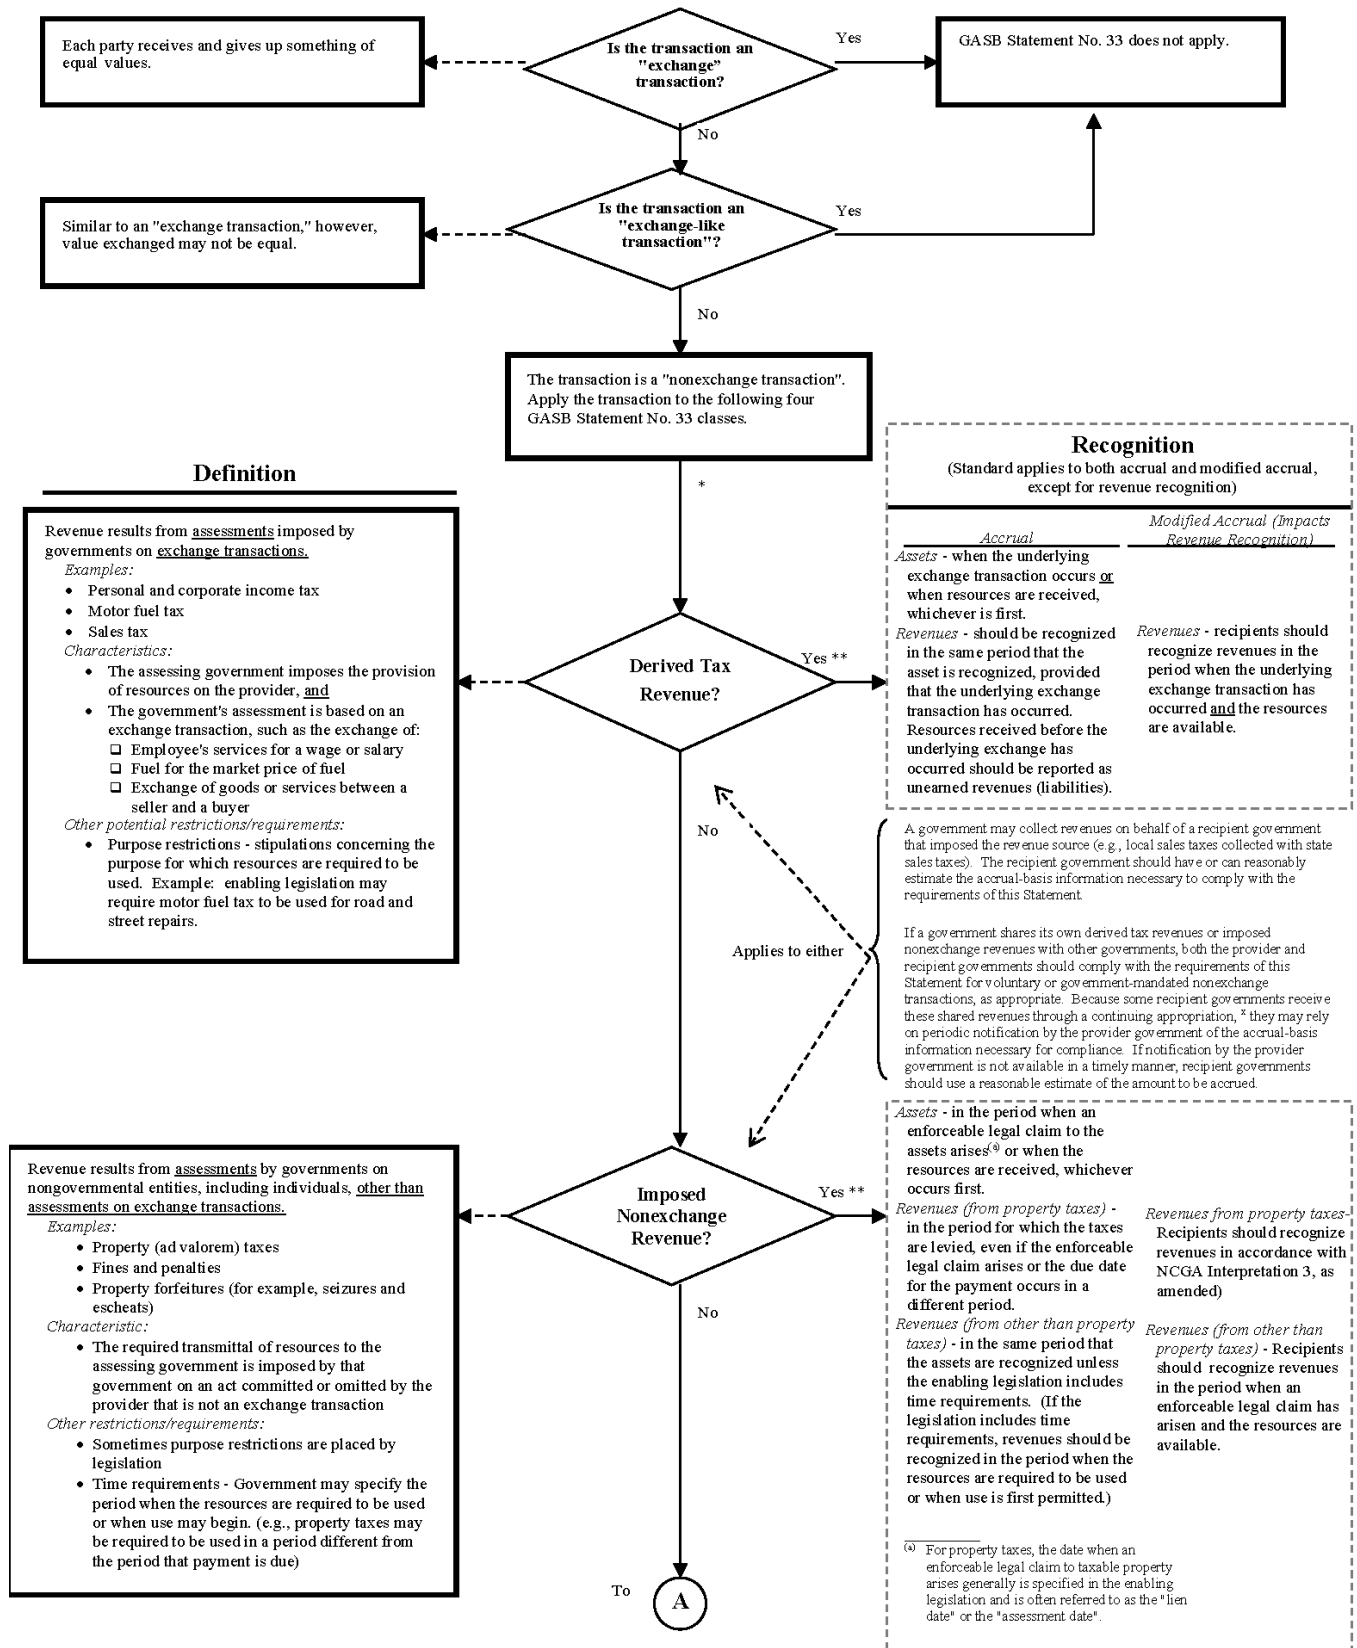 Each party receives and gives up something of
equal values.
Is the transaction an
"exchange"
transaction?
Yes
GASB Statement No. 33 does not apply.
No
Similar to an "exchange transaction," however,
value exchanged may not be equal.
Is the transaction an
"exchange-like
transaction"?
Yes
No
The transaction is a "nonexchange transaction".
Apply the transaction to the following four
GASB Statement No. 33 classes.
*
Definition
Revenue results from assessments imposed by
governments on exchange transactions.
Examples:
• Personal and corporate income tax
• Motor fuel tax
• Sales tax
Characteristics:
• The assessing government imposes the provision
of resources on the provider, and
• The government's assessment is based on an
exchange transaction, such as the exchange of:
❑ Employee's services for a wage or salary
❑ Fuel for the market price of fuel
❑ Exchange of goods or services between a
seller and a buyer
Other potential restrictions/requirements:
• Purpose restrictions - stipulations concerning the
purpose for which resources are required to be
used. Example: enabling legislation may
require motor fuel tax to be used for road and
street repairs.
Derived Tax
Revenue?
Yes **
No
Recognition
(Standard applies to both accrual and modified accrual,
except for revenue recognition)
Accrual
Assets - when the underlying
exchange transaction occurs or
when resources are received,
whichever is first.
Revenues - should be recognized
in the same period that the
asset is recognized, provided
that the underlying exchange
transaction has occurred.
Resources received before the
underlying exchange has
occurred should be reported as
unearned revenues (liabilities).
Modified Accrual (Impacts
Revenue Recognition)
Revenues - recipients should
recognize revenues in the
period when the underlying
exchange transaction has
occurred and the resources
are available.
Applies to either
A government may collect revenues on behalf of a recipient government
that imposed the revenue source (e.g., local sales taxes collected with state
sales taxes). The recipient government should have or can reasonably
estimate the accrual-basis information necessary to comply with the
requirements of this Statement.
If a government shares its own derived tax revenues or imposed
nonexchange revenues with other governments, both the provider and
recipient governments should comply with the requirements of this
Statement for voluntary or government-mandated nonexchange
transactions, as appropriate. Because some recipient governments receive
these shared revenues through a continuing appropriation, x they may rely
on periodic notification by the provider government of the accrual-basis
information necessary for compliance. If notification by the provider
government is not available in a timely manner, recipient governments
should use a reasonable estimate of the amount to be accrued.
Revenue results from assessments by governments on
nongovernmental entities, including individuals, other than
assessments on exchange transactions.
Examples:
• Property (ad valorem) taxes
• Fines and penalties
• Property forfeitures (for example, seizures and
escheats)
Characteristic:
• The required transmittal of resources to the
assessing government is imposed by that
government on an act committed or omitted by the
provider that is not an exchange transaction
Other restrictions/requirements:
• Sometimes purpose restrictions are placed by
legislation
• Time requirements - Government may specify the
period when the resources are required to be used
or when use may begin. (e.g., property taxes may
be required to be used in a period different from
the period that payment is due)
Imposed
Nonexchange
Revenue?
Yes **
No
Assets - in the period when an
enforceable legal claim to the
assets arises(a) or when the
resources are received, whichever
occurs first.
Revenues (from property taxes) -
in the period for which the taxes
are levied, even if the enforceable
legal claim arises or the due date
for the payment occurs in a
different period.
Revenues (from other than property
taxes) - in the same period that
the assets are recognized unless
the enabling legislation includes
time requirements. (If the
legislation includes time
requirements, revenues should be
recognized in the period when the
resources are required to be used
or when use is first permitted.)
Revenues from property taxes-
Recipients should recognize
revenues in accordance with
NCGA Interpretation 3, as
amended)
Revenues (from other than
property taxes) - Recipients
should recognize revenues
in the period when an
enforceable legal claim has
arisen and the resources are
available.
(a) For property taxes, the date when an
enforceable legal claim to taxable property
arises generally is specified in the enabling
legislation and is often referred to as the "lien
date" or the "assessment date".
To
A